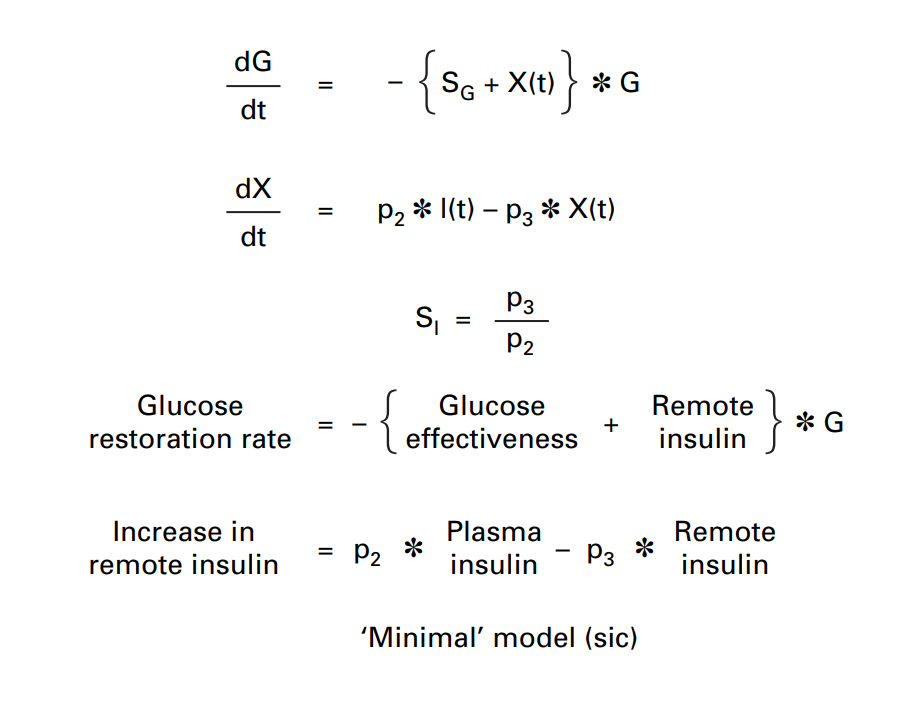 dG/dt = − { S_G + X(t) } ✻ G
dX/dt = p₂ ✻ I(t) − p₃ ✻ X(t)
S_I = p₃/p₂
Glucose restoration rate = − { Glucose effectiveness + Remote insulin } ✻ G
Increase in remote insulin = p₂ ✻ Plasma insulin − p₃ ✻ Remote insulin
‘Minimal’ model (sic)